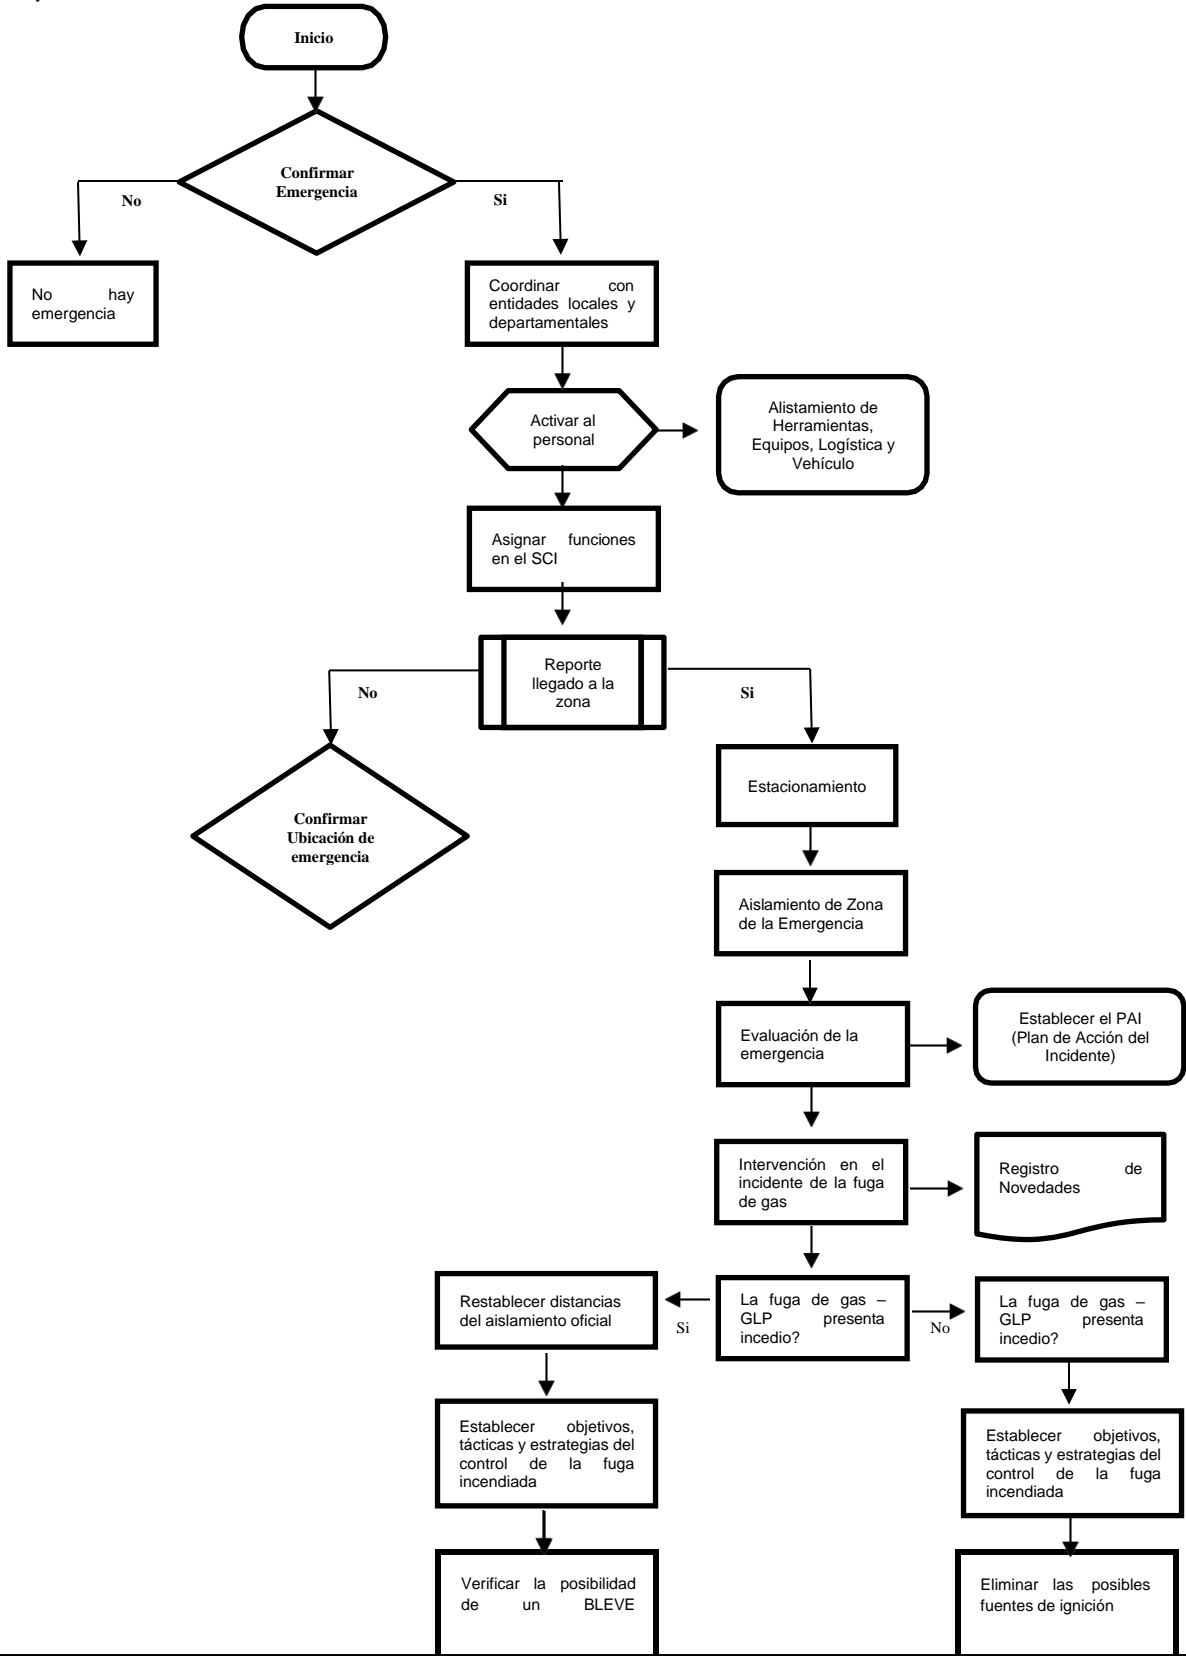 Inicio
Confirmar
Emergencia
No
Si
No hay
emergencia
Coordinar con
entidades locales y
departamentales
Activar al
personal
Alistamiento de
Herramientas,
Equipos, Logística y
Vehículo
Asignar funciones
en el SCI
Reporte
llegado a la
zona
No
Si
Confirmar
Ubicación de
emergencia
Estacionamiento
Aislamiento de Zona
de la Emergencia
Evaluación de la
emergencia
Establecer el PAI
(Plan de Acción del
Incidente)
Intervención en el
incidente de la fuga
de gas
Registro de
Novedades
Restablecer distancias
del aislamiento oficial
Si
La fuga de gas –
GLP presenta
incedio?
No
La fuga de gas –
GLP presenta
incedio?
Establecer objetivos,
tácticas y estrategias del
control de la fuga
incendiada
Establecer objetivos,
tácticas y estrategias del
control de la fuga
incendiada
Verificar la posibilidad
de un BLEVE
Eliminar las posibles
fuentes de ignición